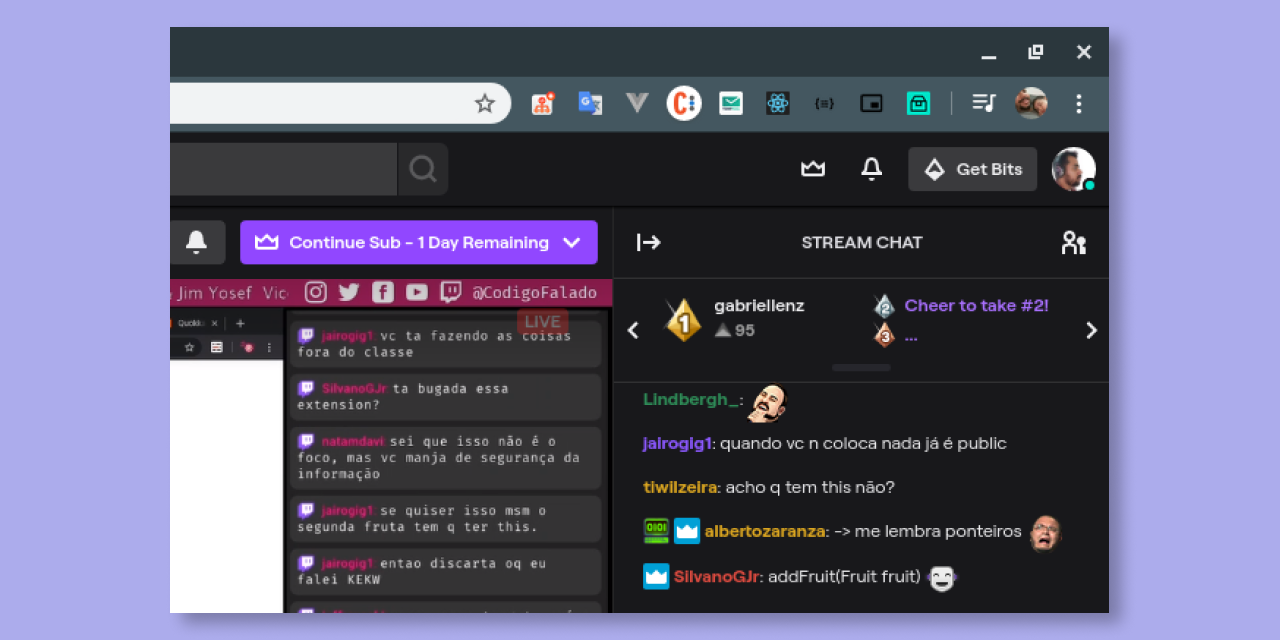 Get Bits
Continue Sub - 1 Day Remaining
STREAM CHAT
Jim Yosef Vic
@CodigoFalado
gabriellenz
95
1
2
Cheer to take #2!
3
...
LIVE
jairogig1 vc ta fazendo as coisas
fora do classe
SilvanoGJr ta bugada essa
extension?
natamdavi sei que isso não é o
foco, mas vc manja de segurança da
informação
jairogig1 se quiser isso msm o
segunda fruta tem q ter this.
jairogig1 entao discarta oq eu
falei KEKW
Lindbergh_:
jairogig1: quando vc n coloca nada já é public
tiwilzeira: acho q tem this não?
albertozaranza: -> me lembra ponteiros
SilvanoGJr: addFruit(Fruit fruit)